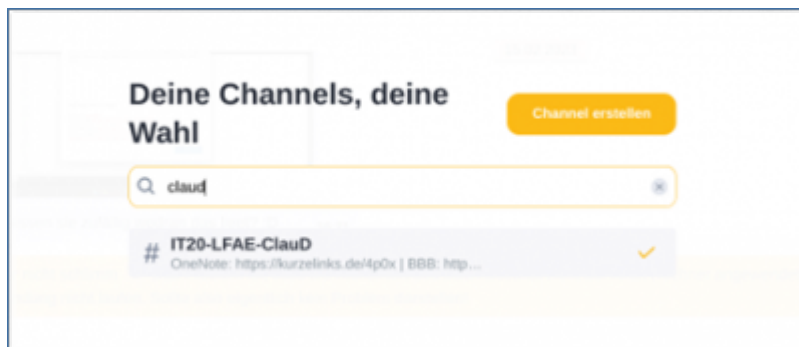 Deine Channels, deine
Wahl
Channel erstellen
claud
# IT20-LFAE-ClauD
OneNote: https://kurzelinks.de/4p0x | BBB: http...